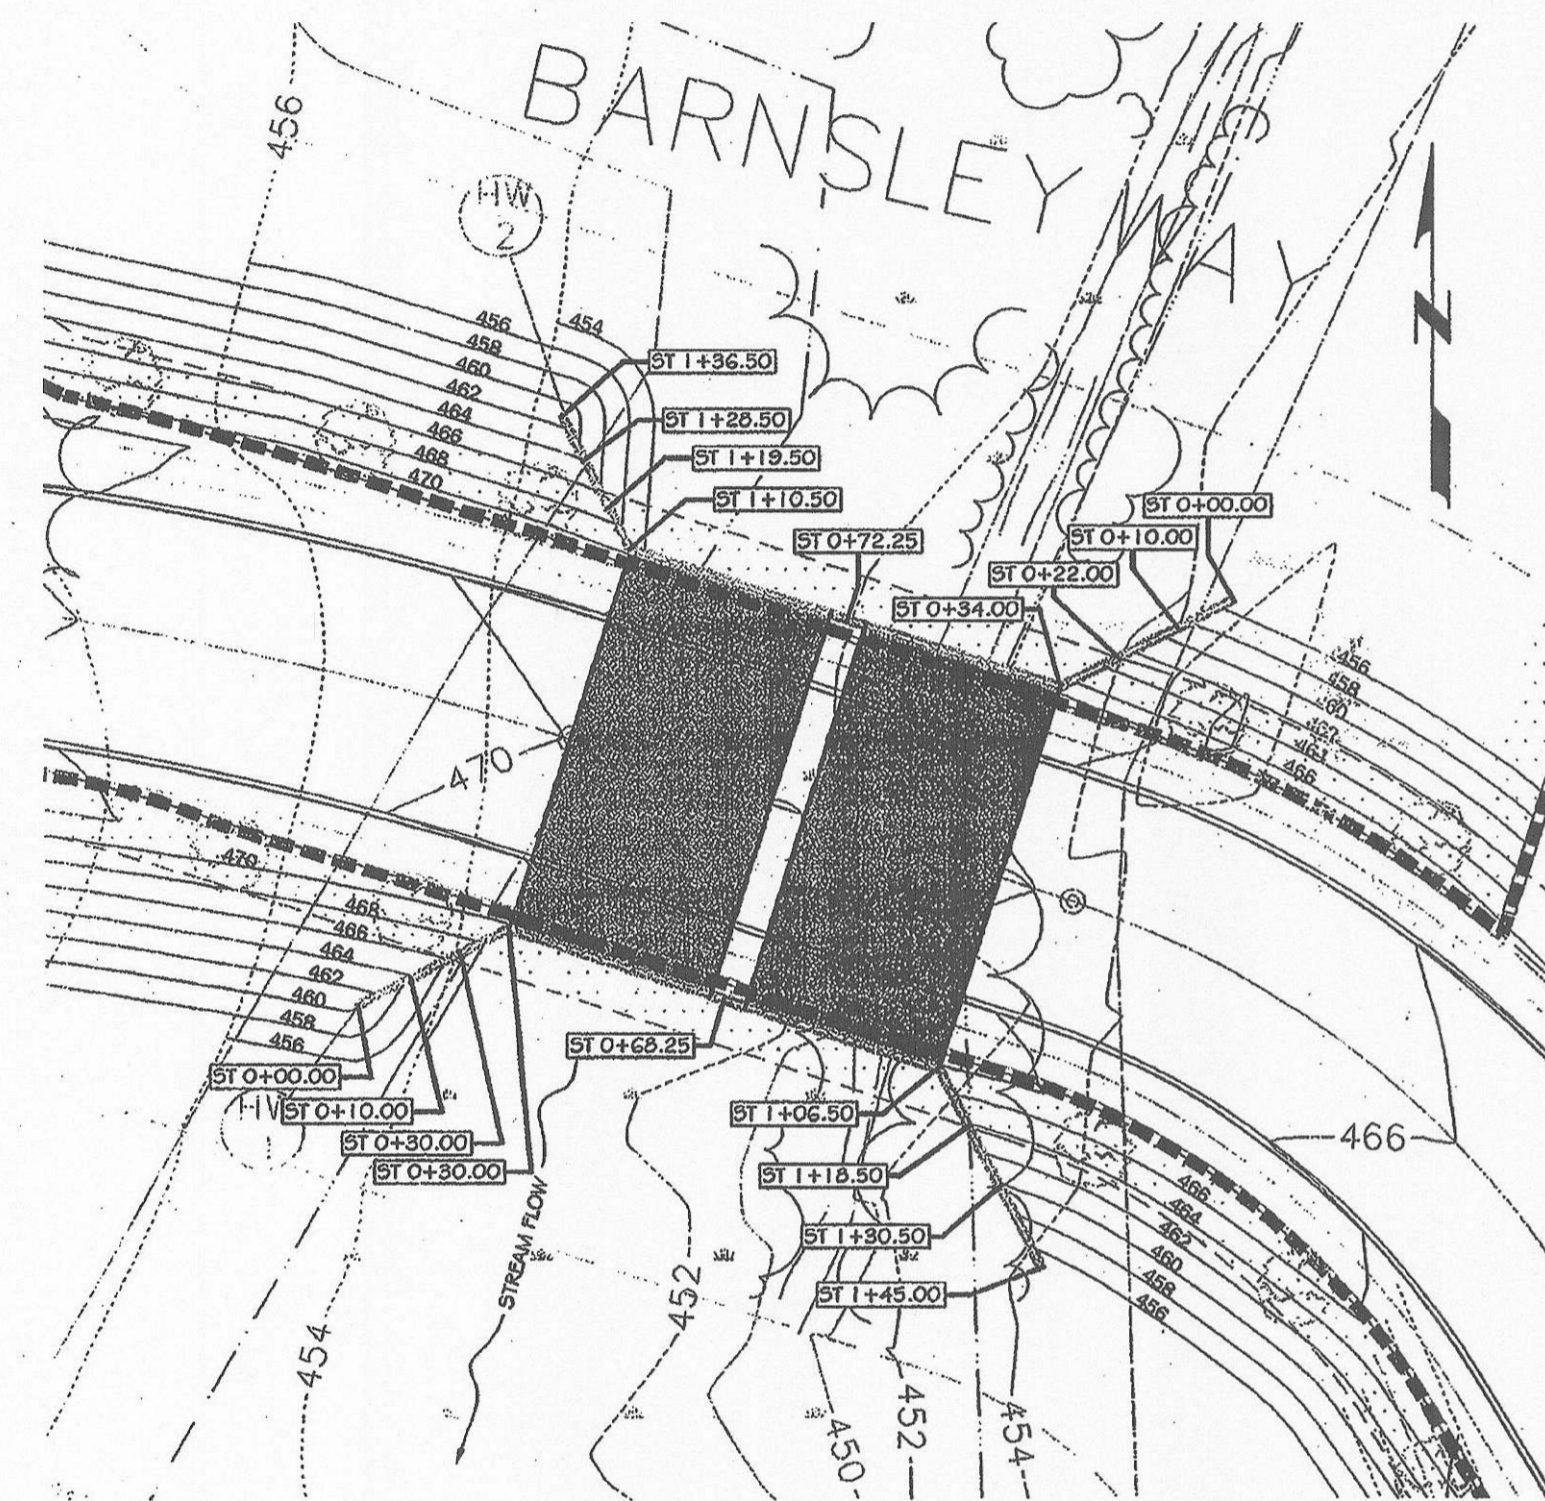 BARNSLEY WAY
456
HW
2
N
456
454
458
460
462
464
466
468
470
ST 1+36.50
ST 1+28.50
ST 1+19.50
ST 1+10.50
ST 0+72.25
ST 0+00.00
ST 0+10.00
ST 0+22.00
ST 0+34.00
456
458
460
462
464
466
470
470
468
466
464
462
460
458
456
ST 0+00.00
ST 0+10.00
ST 0+30.00
ST 0+30.00
HW
1
ST 0+68.25
ST 1+06.50
ST 1+18.50
ST 1+30.50
ST 1+45.00
466
466
464
462
460
458
456
STREAM FLOW
454
452
450
452
454